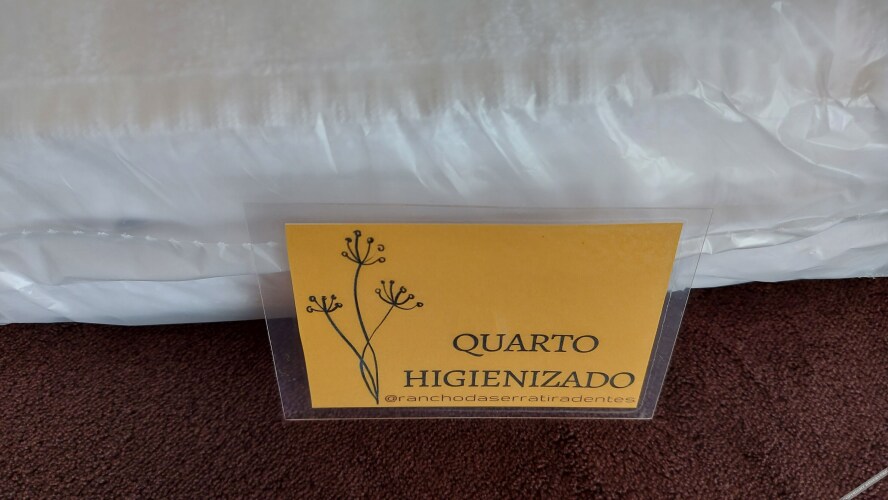 QUARTO
HIGIENIZADO
@ranchodaserratiradentes